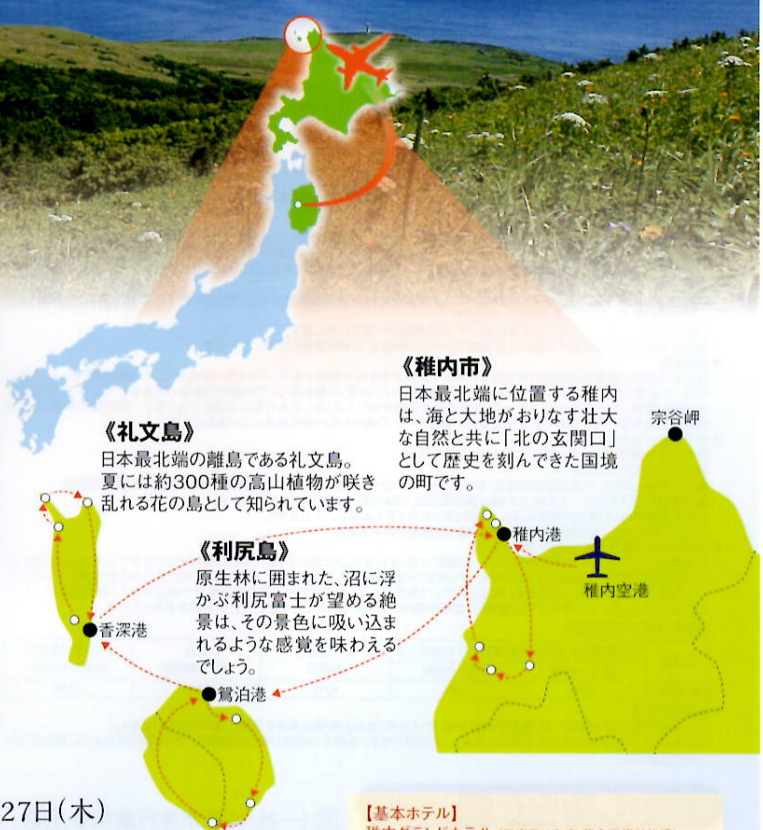 《稚内市》
日本最北端に位置する稚内
は、海と大地がおりなす壮大
な自然と共に「北の玄関口」
として歴史を刻んできた国境
の町です。
宗谷岬
《礼文島》
日本最北端の離島である礼文島。
夏には約300種の高山植物が咲き
乱れる花の島として知られています。
《利尻島》
原生林に囲まれた、沼に浮
かぶ利尻富士が望める絶
景は、その景色に吸い込ま
れるような感覚を味わえる
でしょう。
稚内港
稚内空港
香深港
鴛泊港
27日(木)
【基本ホテル】